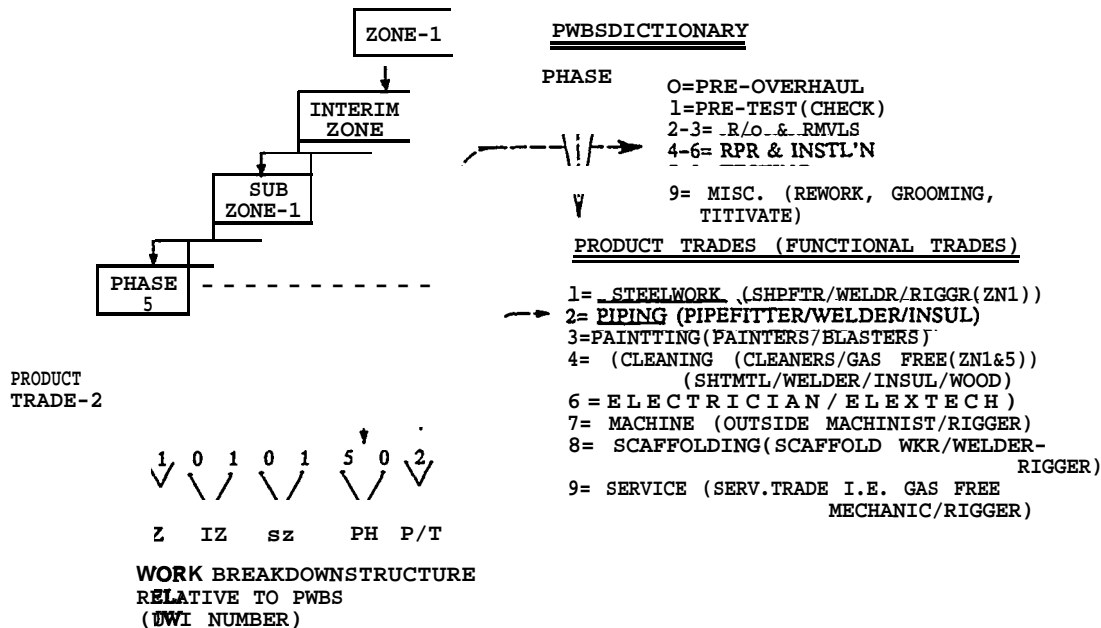 ZONE-1
INTERIM
ZONE
SUB
ZONE-1
PHASE
5
PRODUCT
TRADE-2
1 0 1 0 1 5 0 2
Z IZ sz PH P/T
WORK BREAKDOWNSTRUCTURE
RELATIVE TO PWBS
NUMBER)
PWBSDICTIONARY
PHASE
O=PRE-OVERHAUL
1=PRE-TEST(CHECK)
2-3= R/o & RMVLS
4-6= RPR & INSTL'N
9= MISC. (REWORK, GROOMING,
TITIVATE)
PRODUCT TRADES (FUNCTIONAL TRADES)
1= STEELWORK (SHPFTR/WELDR/RIGGR(ZN1))
2= PIPING (PIPEFITTER/WELDER/INSUL)
3=PAINTTING(PAINTERS/BLASTERS)
4= (CLEANING (CLEANERS/GAS FREE(ZN1&5))
(SHTMTL/WELDER/INSUL/WOOD)
6=ELECTRICIAN/ELEXTECH)
7= MACHINE (OUTSIDE MACHINIST/RIGGER)
8= SCAFFOLDING(SCAFFOLD WKR/WELDER-
RIGGER)
9= SERVICE (SERV.TRADE I.E. GAS FREE
MECHANIC/RIGGER)